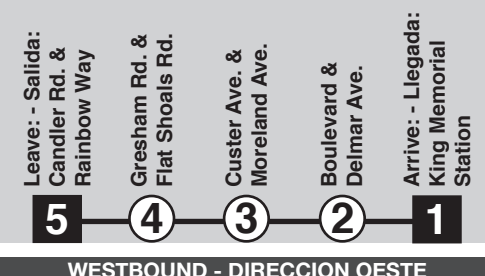 Leave: - Salida:
Candler Rd. &
Rainbow Way
Gresham Rd. &
Flat Shoals Rd.
Custer Ave. &
Moreland Ave.
Boulevard &
Delmar Ave.
Arrive: - Llegada:
King Memorial
Station
5
4
3
2
1
WESTBOUND - DIRECCION OESTE